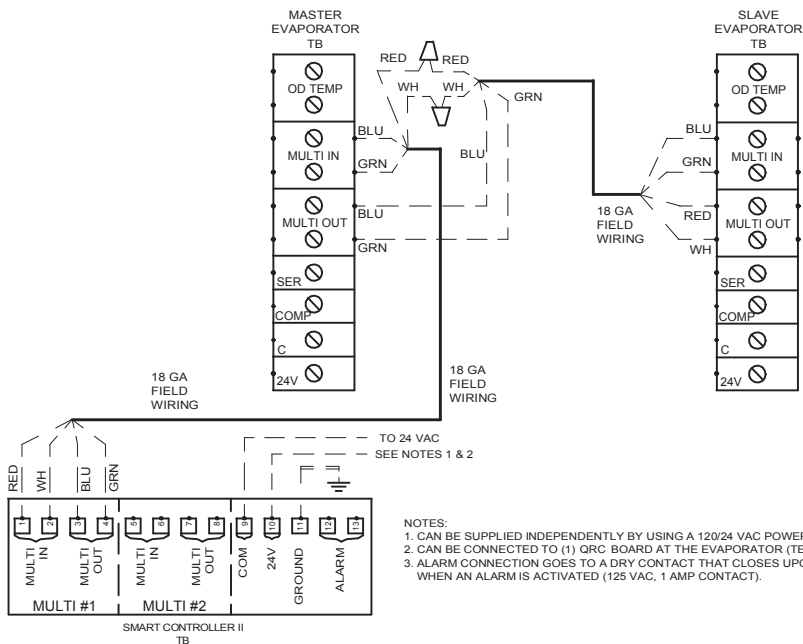 MASTER
EVAPORATOR
TB
SLAVE
EVAPORATOR
TB
OD TEMP
MULTI IN
MULTI OUT
SER
COMP
C
24V
RED
RED
WH
WH
GRN
BLU
GRN
BLU
BLU
GRN
18 GA
FIELD
WIRING
BLU
GRN
RED
WH
OD TEMP
MULTI IN
MULTI OUT
SER
COMP
C
24V
18 GA
FIELD
WIRING
18 GA
FIELD
WIRING
TO 24 VAC
SEE NOTES 1 & 2
RED
WH
BLU
GRN
1
2
3
4
5
6
7
8
9
10
11
12
13
MULTI
IN
MULTI
OUT
MULTI
IN
MULTI
OUT
COM
24V
GROUND
ALARM
MULTI #1
MULTI #2
SMART CONTROLLER II
TB
NOTES:
1. CAN BE SUPPLIED INDEPENDENTLY BY USING A 120/24 VAC POWER
2. CAN BE CONNECTED TO (1) QRC BOARD AT THE EVAPORATOR (TE
3. ALARM CONNECTION GOES TO A DRY CONTACT THAT CLOSES UPO
WHEN AN ALARM IS ACTIVATED (125 VAC, 1 AMP CONTACT).